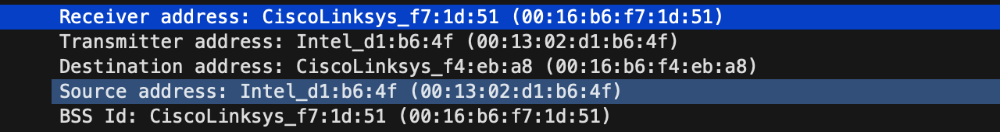 Receiver address: CiscoLinksys_f7:1d:51 (00:16:b6:f7:1d:51)
Transmitter address: Intel_d1:b6:4f (00:13:02:d1:b6:4f)
Destination address: CiscoLinksys_f4:eb:a8 (00:16:b6:f4:eb:a8)
Source address: Intel_d1:b6:4f (00:13:02:d1:b6:4f)
BSS Id: CiscoLinksys_f7:1d:51 (00:16:b6:f7:1d:51)